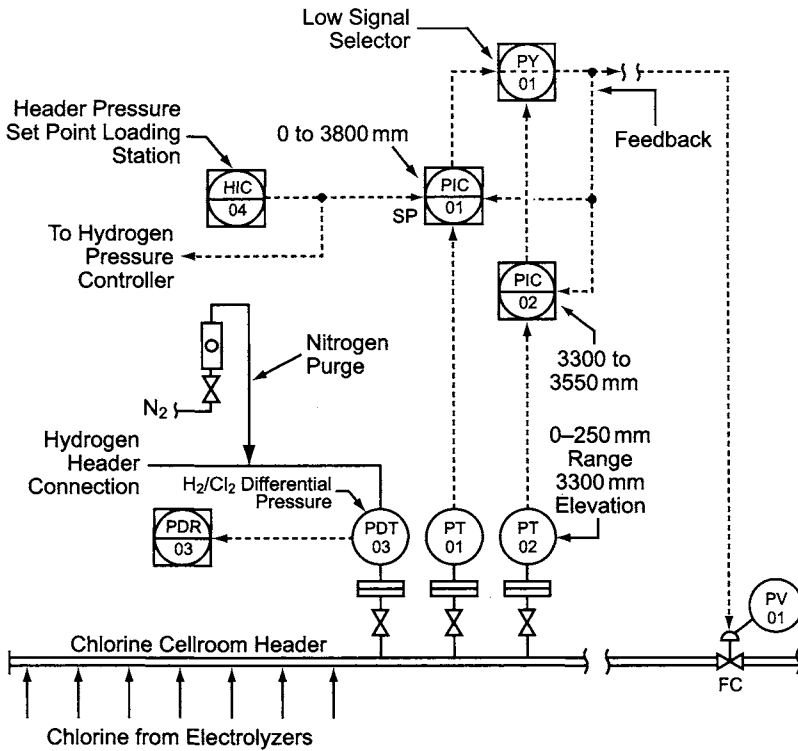 Low Signal
Selector
PY
01
Header Pressure
Set Point Loading
Station
0 to 3800 mm
Feedback
HIC
04
PIC
01
SP
To Hydrogen
Pressure
Controller
PIC
02
Nitrogen
Purge
3300 to
3550 mm
N2
Hydrogen
Header
Connection
0–250 mm
Range
3300 mm
Elevation
H2/Cl2 Differential
Pressure
PDR
03
PDT
03
PT
01
PT
02
PV
01
Chlorine Cellroom Header
FC
Chlorine from Electrolyzers